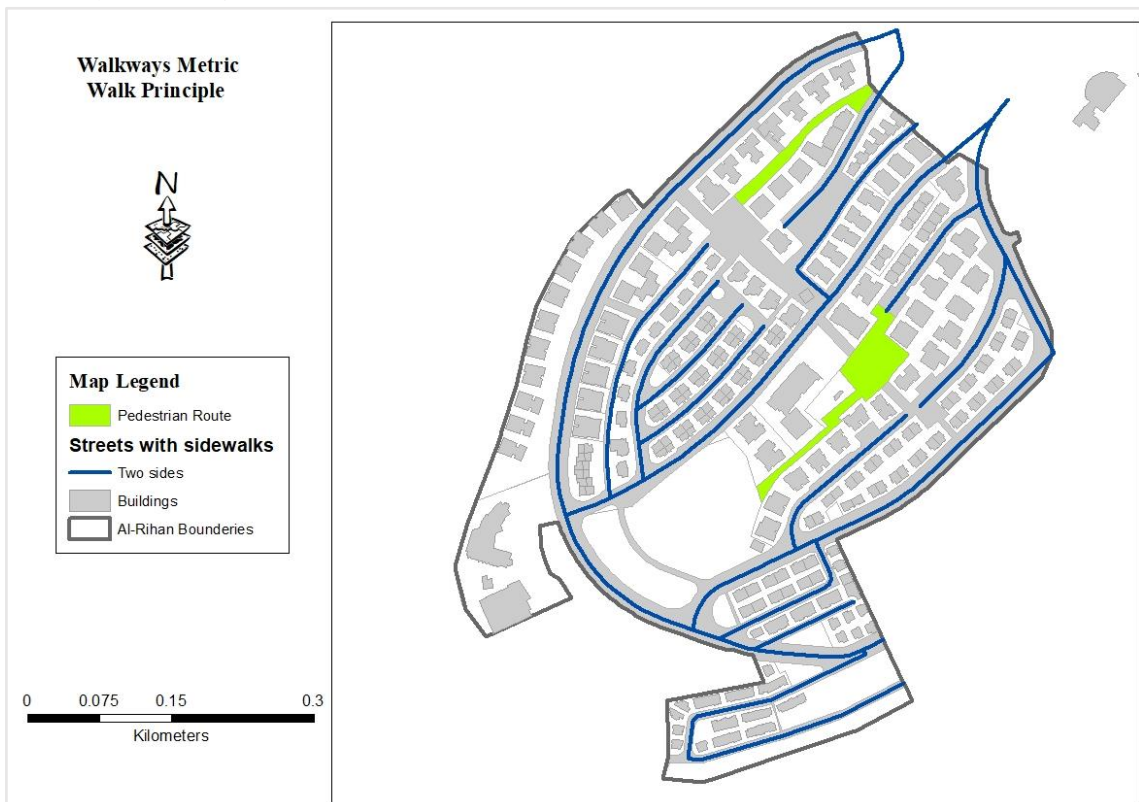 Walkways Metric
Walk Principle
N
Map Legend
Pedestrian Route
Streets with sidewalks
Two sides
Buildings
Al-Rihan Bounderies
0 0.075 0.15 0.3
Kilometers